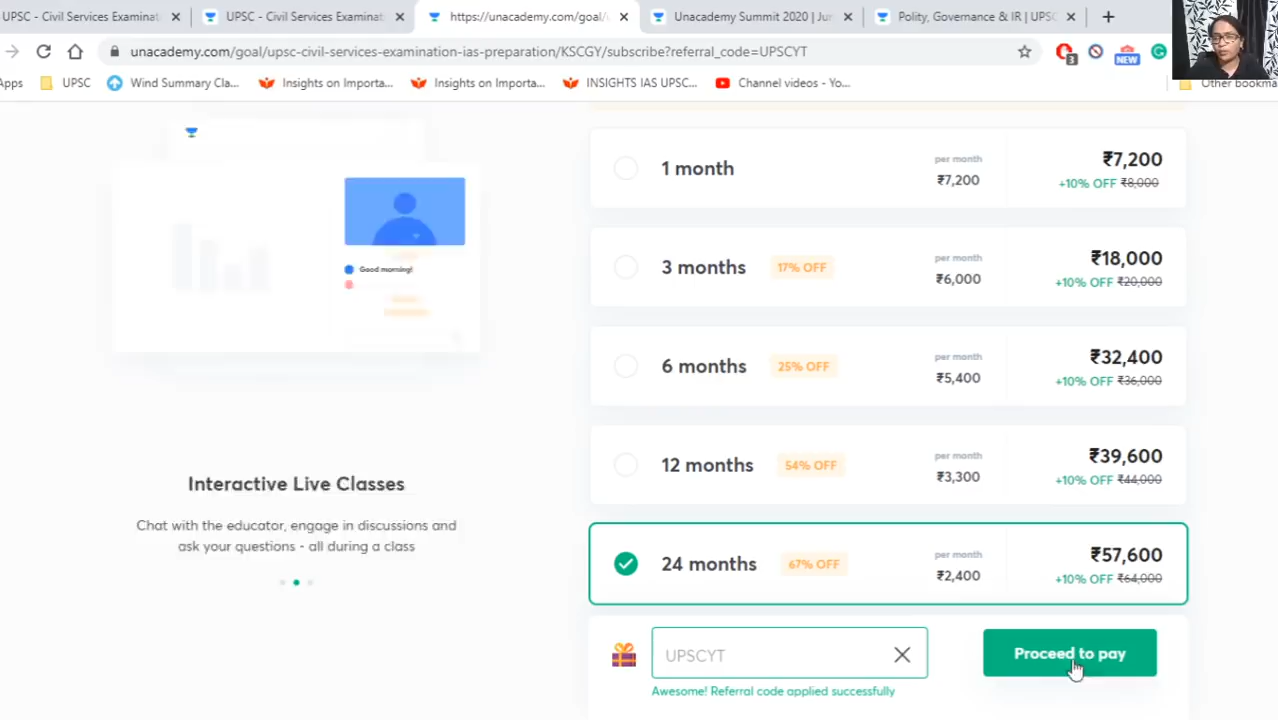 UPSC - Civil Services Examinat
UPSC - Civil Services Examinat
https://unacademy.com/goal/
Unacademy Summit 2020 | Ju
Polity, Governance & IR | UPSC
unacademy.com/goal/upsc-civil-services-examination-ias-preparation/KSCGY/subscribe?referral_code=UPSCYT
3
NEW
Apps
UPSC
Wind Summary Cla...
Insights on Importa...
Insights on Importa...
INSIGHTS IAS UPSC...
Channel videos - Yo...
Other bookma
1 month
per month
₹7,200
₹7,200
+10% OFF ₹8,000
3 months
17% OFF
per month
₹6,000
₹18,000
+10% OFF ₹20,000
6 months
25% OFF
per month
₹5,400
₹32,400
+10% OFF ₹36,000
12 months
54% OFF
per month
₹3,300
₹39,600
+10% OFF ₹44,000
24 months
67% OFF
per month
₹2,400
₹57,600
+10% OFF ₹64,000
Good morning!
Interactive Live Classes
Chat with the educator, engage in discussions and
ask your questions - all during a class
UPSCYT
Awesome! Referral code applied successfully
Proceed to pay